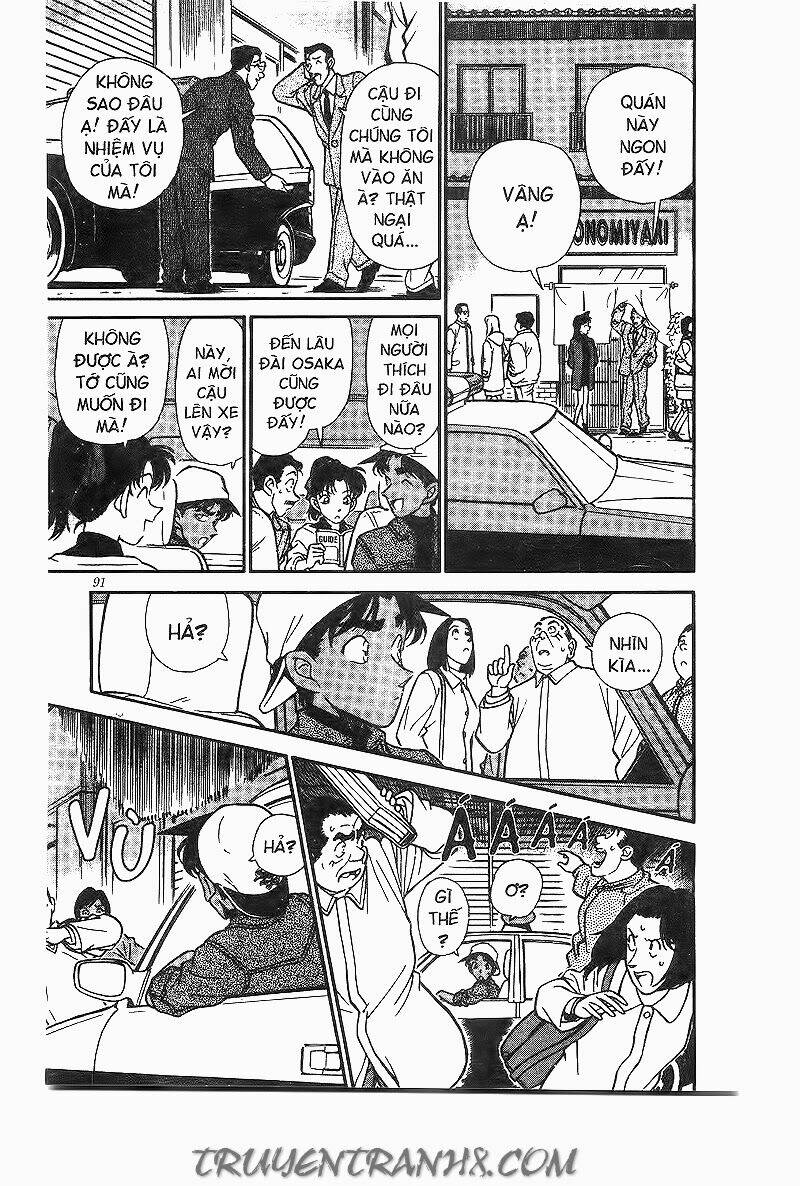 QUÁN
NÀY
NGON
ĐẤY!
VÂNG
Ạ!
ONOMIYAKI
CẬU ĐI
CÙNG
CHÚNG TÔI
MÀ KHÔNG
VÀO ĂN
À? THẬT
NGẠI
QUÁ...
KHÔNG
SAO ĐÂU
Ạ! ĐẤY LÀ
NHIỆM VỤ
CỦA TÔI
MÀ!
MỌI
NGƯỜI
THÍCH
ĐI ĐÂU
NỮA
NÀO?
ĐẾN LÂU
ĐÀI OSAKA
CŨNG
ĐƯỢC
ĐẤY!
GUIDE
NÀY,
AI MỜI
CẬU
LÊN XE
VẬY?
KHÔNG
ĐƯỢC À?
TỚ CŨNG
MUỐN ĐI
MÀ!
91
NHÌN
KÌA...
HẢ?
Á Á Á Á Á
Á
Ơ?
GÌ
THẾ
?
HẢ?
VÙ
TRUYENTRANH8.COM